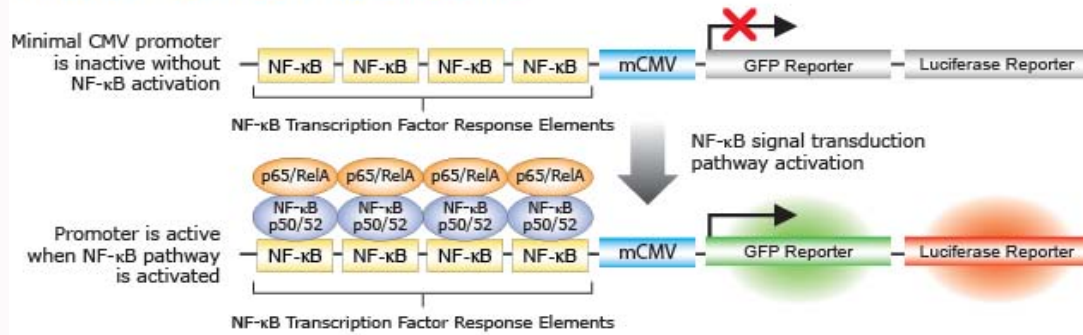 Minimal CMV promoter
is inactive without
NF-κB activation
NF-κB NF-κB NF-κB NF-κB mCMV GFP Reporter Luciferase Reporter
NF-κB Transcription Factor Response Elements
NF-κB signal transduction
pathway activation
p65/RelA p65/RelA p65/RelA p65/RelA
NF-κB NF-κB NF-κB NF-κB
p50/52 p50/52 p50/52 p50/52
Promoter is active
when NF-κB pathway
is activated
NF-κB NF-κB NF-κB NF-κB mCMV GFP Reporter Luciferase Reporter
NF-κB Transcription Factor Response Elements